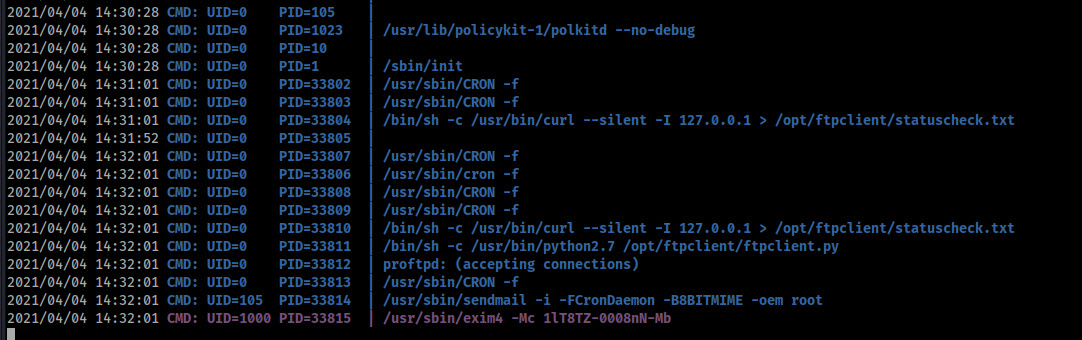 2021/04/04 14:30:28 CMD: UID=0    PID=105    |
2021/04/04 14:30:28 CMD: UID=0    PID=1023   | /usr/lib/policykit-1/polkitd --no-debug
2021/04/04 14:30:28 CMD: UID=0    PID=10     |
2021/04/04 14:30:28 CMD: UID=0    PID=1      | /sbin/init
2021/04/04 14:31:01 CMD: UID=0    PID=33802  | /usr/sbin/CRON -f
2021/04/04 14:31:01 CMD: UID=0    PID=33803  | /usr/sbin/CRON -f
2021/04/04 14:31:01 CMD: UID=0    PID=33804  | /bin/sh -c /usr/bin/curl --silent -I 127.0.0.1 > /opt/ftpclient/statuscheck.txt
2021/04/04 14:31:52 CMD: UID=0    PID=33805  |
2021/04/04 14:32:01 CMD: UID=0    PID=33807  | /usr/sbin/CRON -f
2021/04/04 14:32:01 CMD: UID=0    PID=33806  | /usr/sbin/cron -f
2021/04/04 14:32:01 CMD: UID=0    PID=33808  | /usr/sbin/CRON -f
2021/04/04 14:32:01 CMD: UID=0    PID=33809  | /usr/sbin/CRON -f
2021/04/04 14:32:01 CMD: UID=0    PID=33810  | /bin/sh -c /usr/bin/curl --silent -I 127.0.0.1 > /opt/ftpclient/statuscheck.txt
2021/04/04 14:32:01 CMD: UID=0    PID=33811  | /bin/sh -c /usr/bin/python2.7 /opt/ftpclient/ftpclient.py
2021/04/04 14:32:01 CMD: UID=0    PID=33812  | proftpd: (accepting connections)
2021/04/04 14:32:01 CMD: UID=0    PID=33813  | /usr/sbin/CRON -f
2021/04/04 14:32:01 CMD: UID=105  PID=33814  | /usr/sbin/sendmail -i -FCronDaemon -B8BITMIME -oem root
2021/04/04 14:32:01 CMD: UID=1000 PID=33815  | /usr/sbin/exim4 -Mc 1lT8TZ-0008nN-Mb